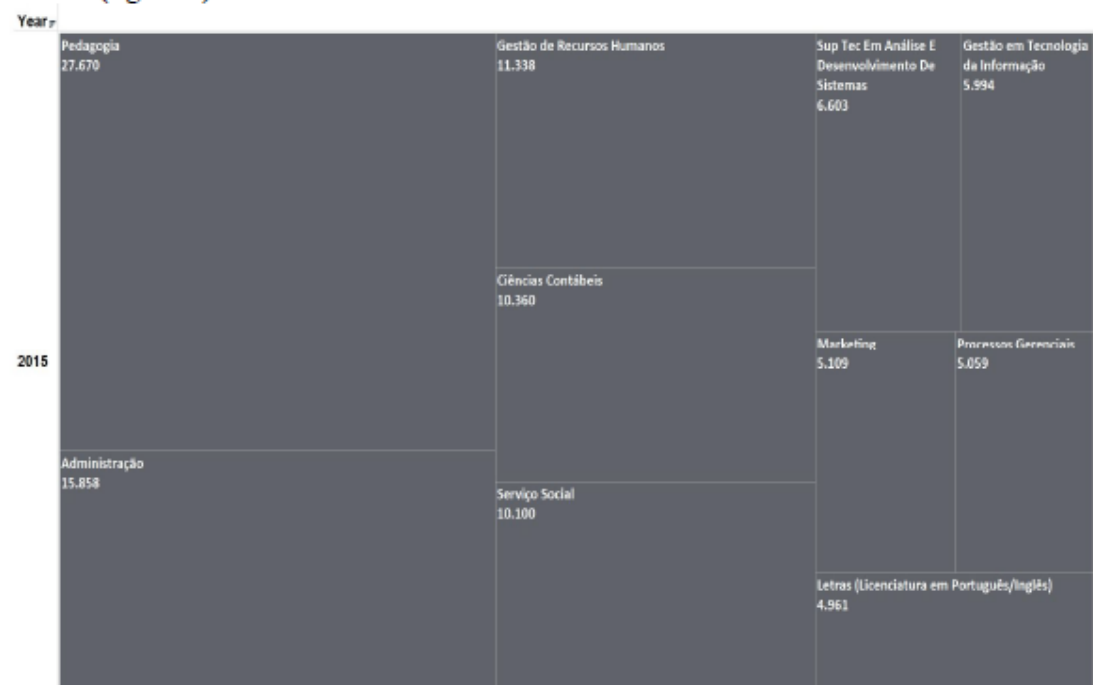 Year
Pedagogia
27.670
Gestão de Recursos Humanos
11.338
Sup Tec Em Análise E
Desenvolvimento De
Sistemas
6.603
Gestão em Tecnologia
da Informação
5.994
Ciências Contábeis
10.360
2015
Marketing
5.109
Processos Gerenciais
5.059
Administração
15.858
Serviço Social
10.100
Letras (Licenciatura em Português/Inglês)
4.961